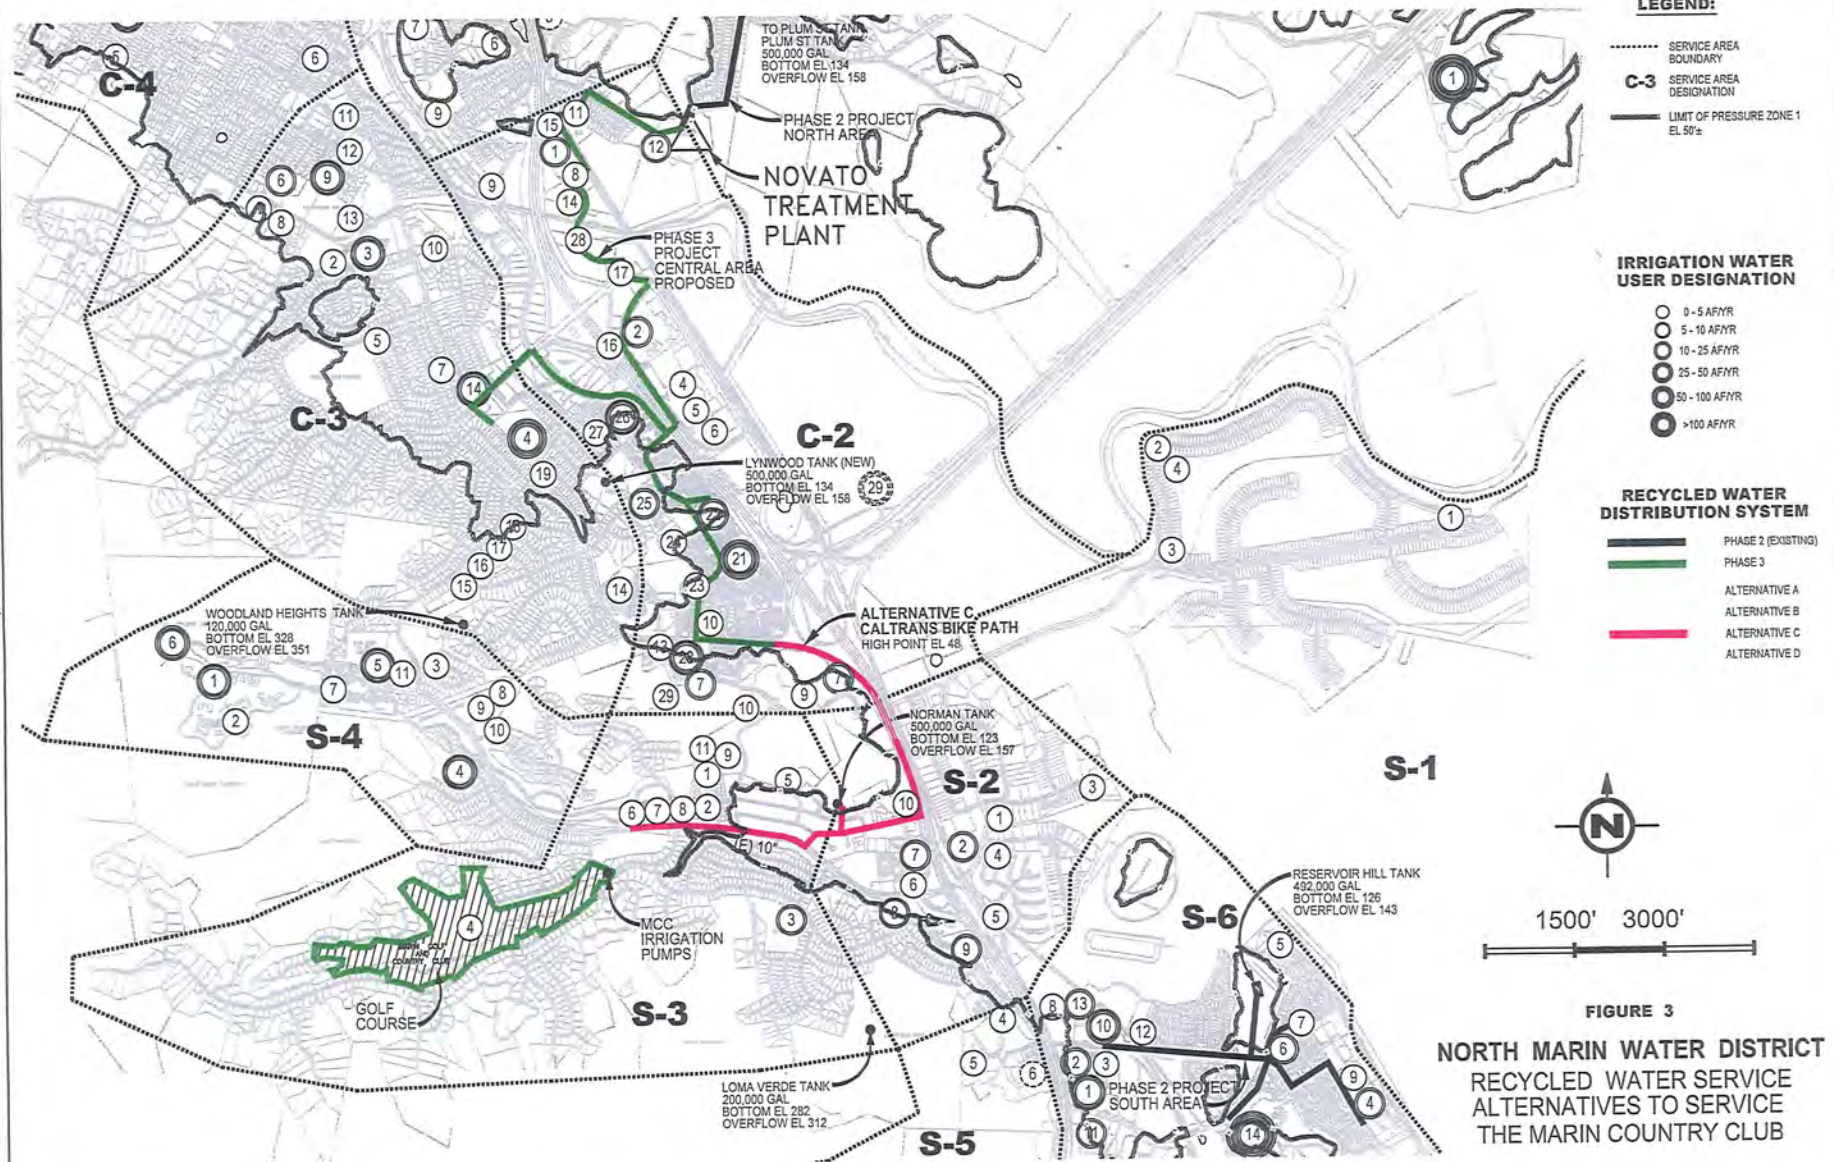 LEGEND:
SERVICE AREA
BOUNDARY
C-3 SERVICE AREA
DESIGNATION
LIMIT OF PRESSURE ZONE 1
EL 50'±
IRRIGATION WATER
USER DESIGNATION
0 - 5 AF/YR
5 - 10 AF/YR
10 - 25 AF/YR
25 - 50 AF/YR
50 - 100 AF/YR
>100 AF/YR
RECYCLED WATER
DISTRIBUTION SYSTEM
PHASE 2 (EXISTING)
PHASE 3
ALTERNATIVE A
ALTERNATIVE B
ALTERNATIVE C
ALTERNATIVE D
N
1500' 3000'
FIGURE 3
NORTH MARIN WATER DISTRICT
RECYCLED WATER SERVICE
ALTERNATIVES TO SERVICE
THE MARIN COUNTRY CLUB
TO PLUM ST TANK
PLUM ST TANK
500,000 GAL
BOTTOM EL 134
OVERFLOW EL 158
PHASE 2 PROJECT
NORTH AREA
NOVATO
TREATMENT
PLANT
PHASE 3
PROJECT
CENTRAL AREA
PROPOSED
C-4
C-3
C-2
LYNWOOD TANK (NEW)
500,000 GAL
BOTTOM EL 134
OVERFLOW EL 158
WOODLAND HEIGHTS TANK
120,000 GAL
BOTTOM EL 328
OVERFLOW EL 351
ALTERNATIVE C
CALTRANS BIKE PATH
HIGH POINT EL 48
NORMAN TANK
500,000 GAL
BOTTOM EL 123
OVERFLOW EL 157
S-4
S-2
S-1
(E) 10"
MCC
IRRIGATION
PUMPS
GOLF
COURSE
S-3
LOMA VERDE TANK
200,000 GAL
BOTTOM EL 282
OVERFLOW EL 312
S-5
S-6
RESERVOIR HILL TANK
492,000 GAL
BOTTOM EL 126
OVERFLOW EL 143
PHASE 2 PROJECT
SOUTH AREA